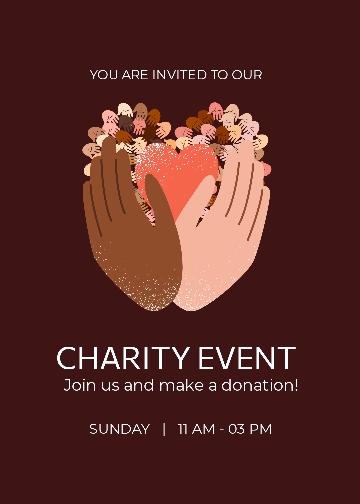 YOU ARE INVITED TO OUR
CHARITY EVENT
Join us and make a donation!
SUNDAY | 11 AM - 03 PM